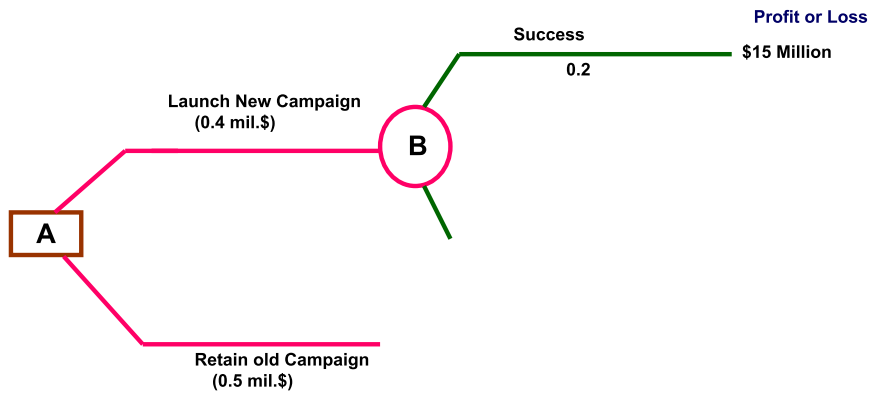 Profit or Loss
Success
$15 Million
0.2
Launch New Campaign
(0.4 mil.$)
B
A
Retain old Campaign
(0.5 mil.$)